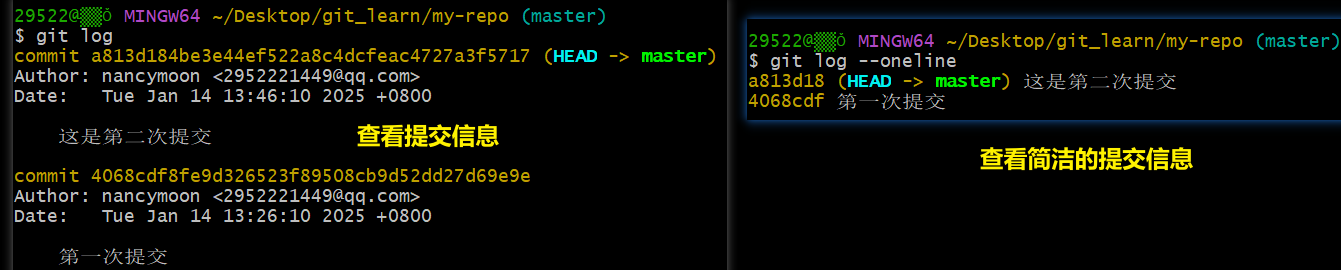 29522@▒▒Ŏ MINGW64 ~/Desktop/git_learn/my-repo (master)
$ git log
commit a813d184be3e44ef522a8c4dcfeac4727a3f5717 (HEAD -> master)
Author: nancymoon <2952221449@qq.com>
Date:   Tue Jan 14 13:46:10 2025 +0800
这是第二次提交
查看提交信息
commit 4068cdf8fe9d326523f89508cb9d52dd27d69e9e
Author: nancymoon <2952221449@qq.com>
Date:   Tue Jan 14 13:26:10 2025 +0800
第一次提交
29522@▒▒Ŏ MINGW64 ~/Desktop/git_learn/my-repo (master)
$ git log --oneline
a813d18 (HEAD -> master) 这是第二次提交
4068cdf 第一次提交
查看简洁的提交信息